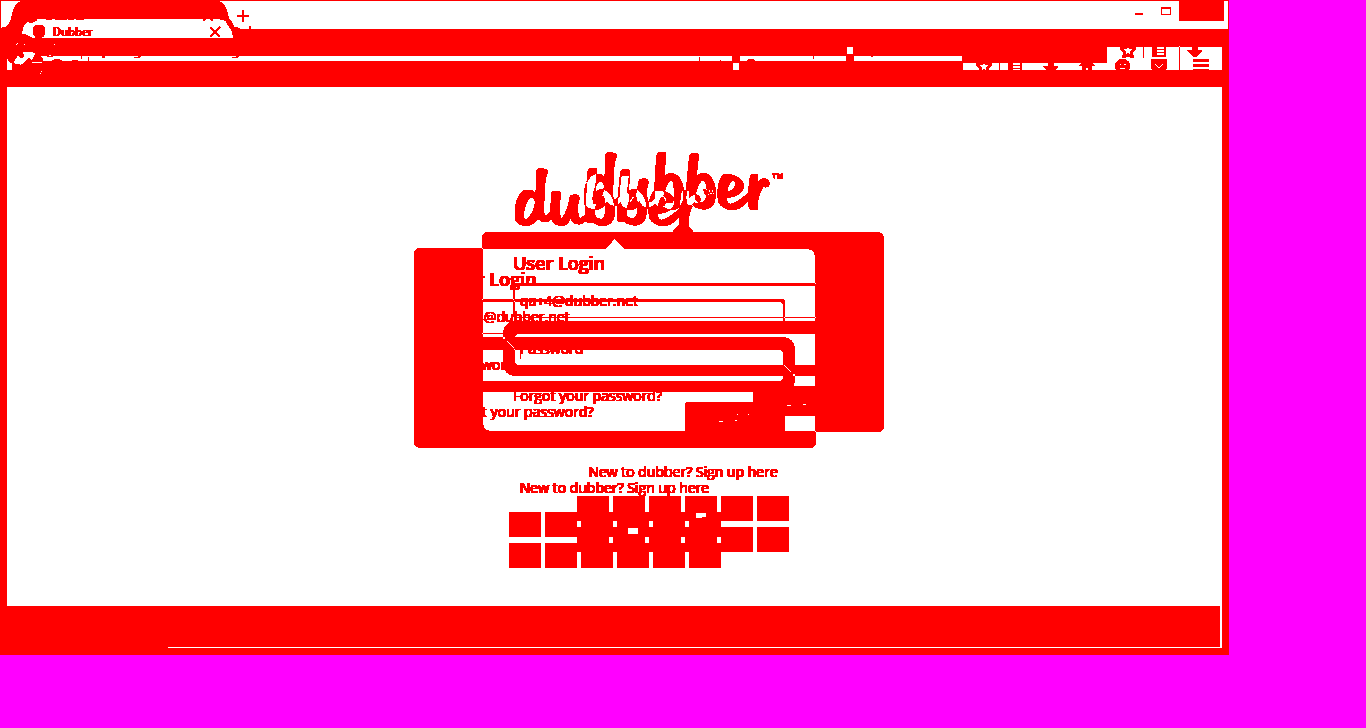 Dubber
dubber
dubber™
User Login
Login
qa+4@dubber.net
@dubber.net
Password
Forgot your password?
your password?
New to dubber? Sign up here
New to dubber? Sign up here